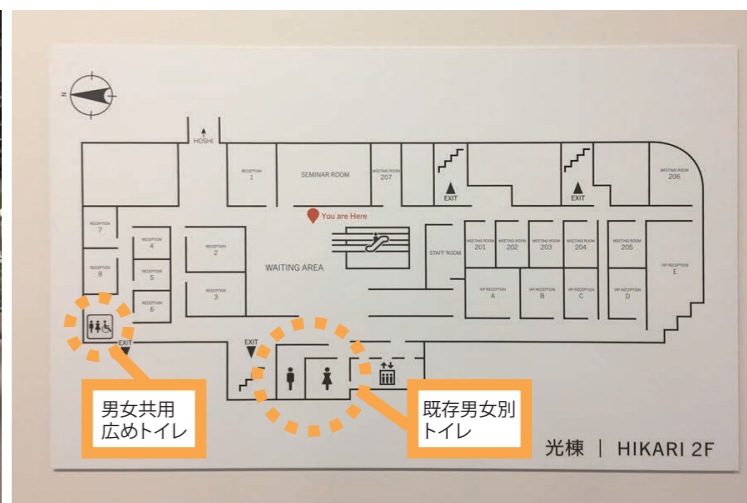 N
HOSHI
RECEPTION
1
SEMINAR ROOM
MEETING ROOM
207
EXIT
EXIT
MEETING ROOM
206
You are Here
RECEPTION
7
RECEPTION
4
RECEPTION
2
RECEPTION
8
RECEPTION
5
RECEPTION
3
RECEPTION
6
WAITING AREA
STAFF ROOM
MEETING ROOM
201
MEETING ROOM
202
MEETING ROOM
203
MEETING ROOM
204
MEETING ROOM
205
VIP RECEPTION
E
VIP RECEPTION
A
VIP RECEPTION
B
VIP RECEPTION
C
VIP RECEPTION
D
EXIT
EXIT
男女共用
広めトイレ
既存男女別
トイレ
光棟 | HIKARI 2F